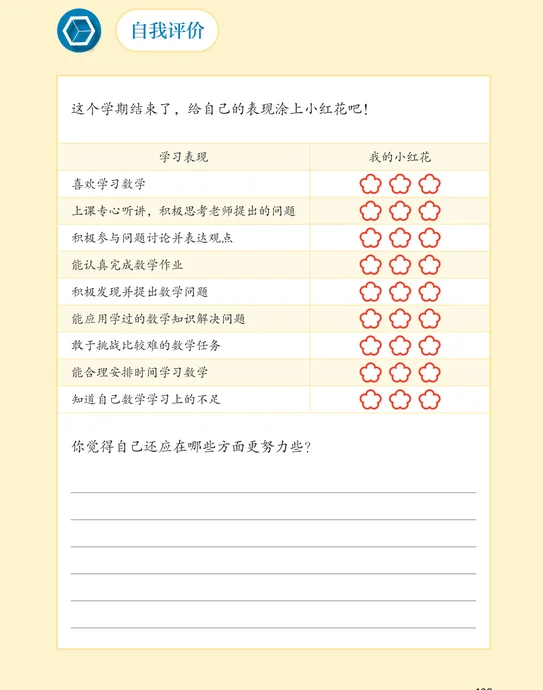 自我评价
这个学期结束了，给自己的表现涂上小红花吧！
学习表现 我的小红花
喜欢学习数学
上课专心听讲，积极思考老师提出的问题
积极参与问题讨论并表达观点
能认真完成数学作业
积极发现并提出数学问题
能应用学过的数学知识解决问题
敢于挑战比较难的数学任务
能合理安排时间学习数学
知道自己数学学习上的不足
你觉得自己还应在哪些方面更努力些？